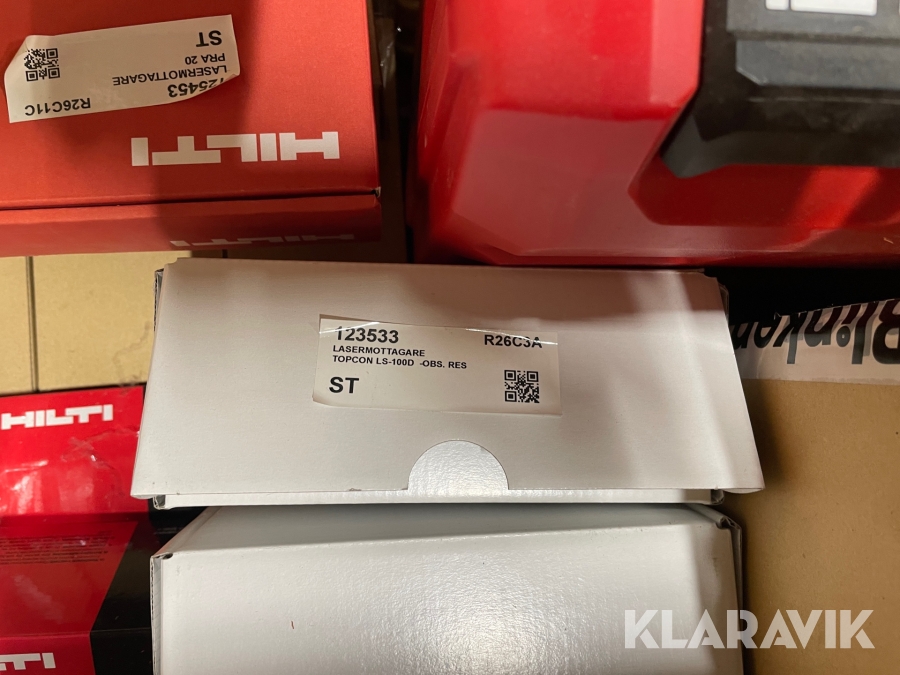 125453 R26C11C
LASERMOTTAGARE
PRA 20
ST
HILTI
HILTI
123533 R26C3A
LASERMOTTAGARE
TOPCON LS-100D -OBS. RES
ST
HILTI
HILTI
KLARAVIK